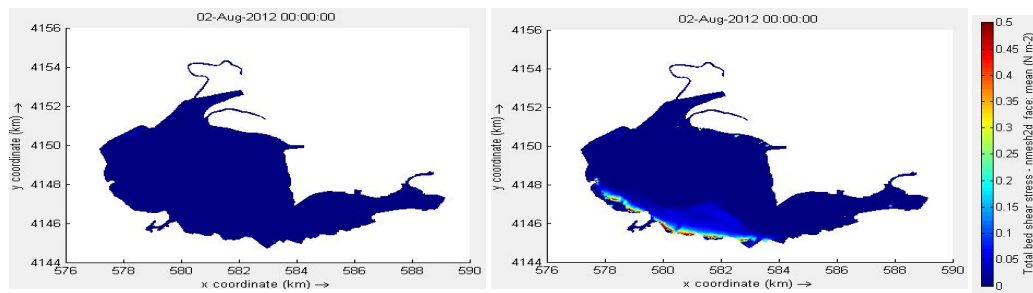 02-Aug-2012 00:00:00
4156
4154
4152
4150
4148
4146
4144
576 578 580 582 584 586 588 590
y coordinate (km) →
x coordinate (km) →
02-Aug-2012 00:00:00
4156
4154
4152
4150
4148
4146
4144
576 578 580 582 584 586 588 590
y coordinate (km) →
x coordinate (km) →
0.5
0.45
0.4
0.35
0.3
0.25
0.2
0.15
0.1
0.05
0
Total bed shear stress - nmesh2d_face: mean (N m-2)